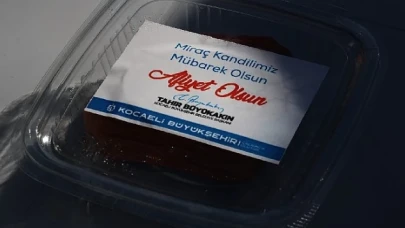 Miraç Kandilimiz
Mübarek Olsun
Afiyet Olsun
TAHİR BÜYÜKAKIN
KOCAELİ BÜYÜKŞEHİR